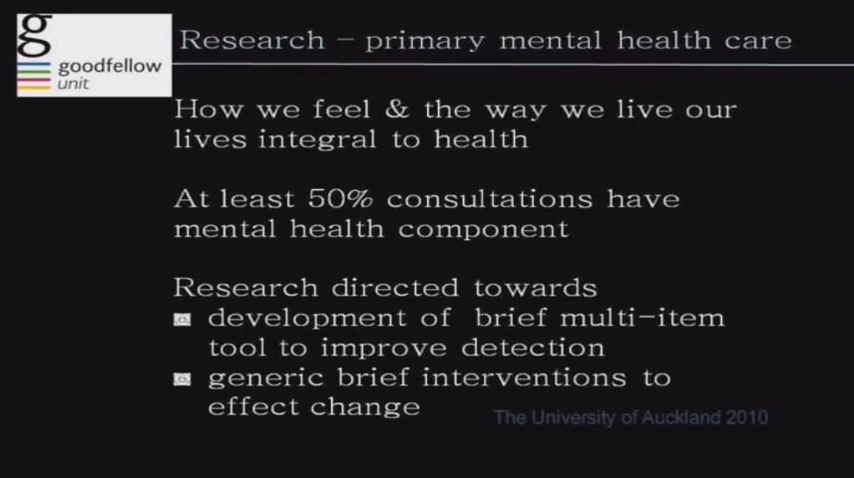 g
goodfellow
unit
Research – primary mental health care
How we feel & the way we live our
lives integral to health
At least 50% consultations have
mental health component
Research directed towards
development of brief multi-item
tool to improve detection
generic brief interventions to
effect change
The University of Auckland 2010